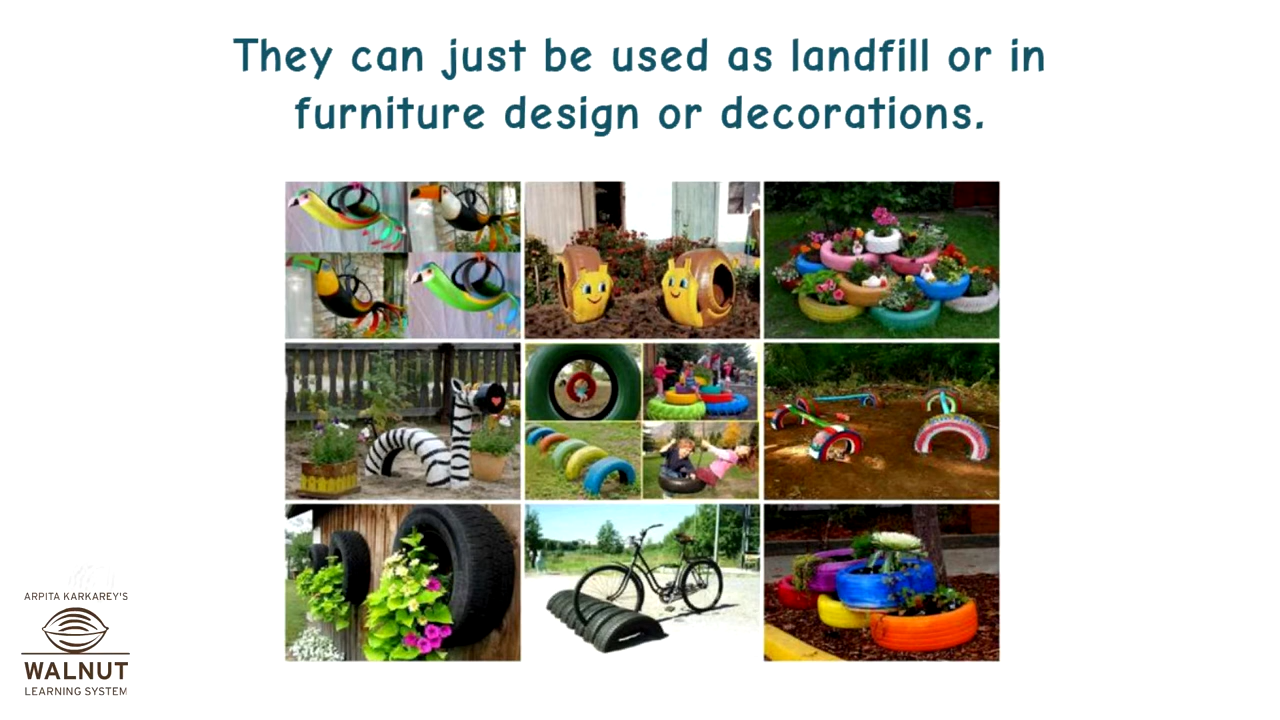 They can just be used as landfill or in
furniture design or decorations.
ARPITA KARKAREY'S
WALNUT
LEARNING SYSTEM